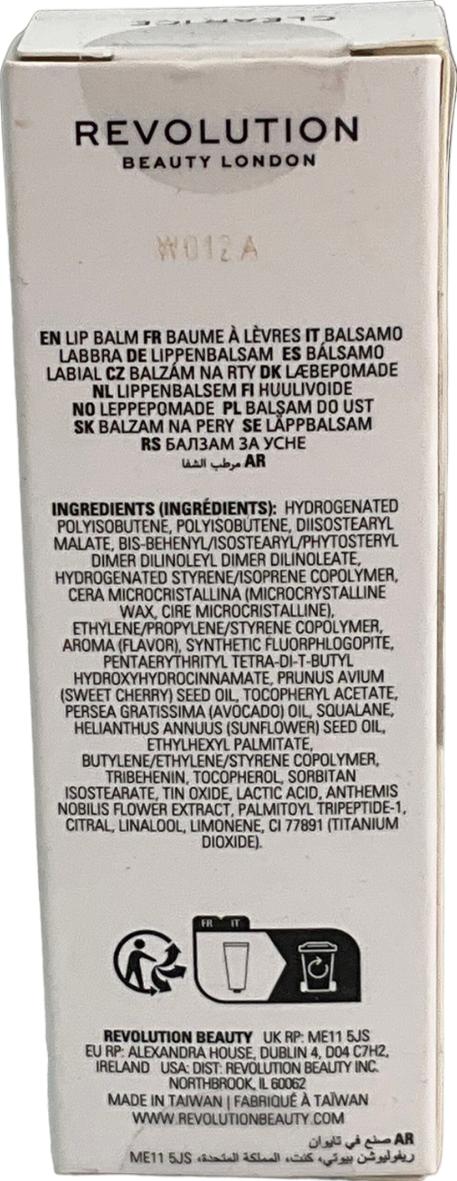 CLEAR ICE
REVOLUTION
BEAUTY LONDON
W012A
EN LIP BALM FR BAUME À LÈVRES IT BALSAMO
LABBRA DE LIPPENBALSAM ES BÁLSAMO
LABIAL CZ BALZÁM NA RTY DK LÆBEPOMADE
NL LIPPENBALSEM FI HUULIVOIDE
NO LEPPEPOMADE PL BALSAM DO UST
SK BALZAM NA PERY SE LÄPPBALSAM
RS БАЛЗАМ ЗА УСНЕ
AR مرطب الشفا
INGREDIENTS (INGRÉDIENTS): HYDROGENATED
POLYISOBUTENE, POLYISOBUTENE, DIISOSTEARYL
MALATE, BIS-BEHENYL/ISOSTEARYL/PHYTOSTERYL
DIMER DILINOLEYL DIMER DILINOLEATE,
HYDROGENATED STYRENE/ISOPRENE COPOLYMER,
CERA MICROCRISTALLINA (MICROCRYSTALLINE
WAX, CIRE MICROCRISTALLINE),
ETHYLENE/PROPYLENE/STYRENE COPOLYMER,
AROMA (FLAVOR), SYNTHETIC FLUORPHLOGOPITE,
PENTAERYTHRITYL TETRA-DI-T-BUTYL
HYDROXYHYDROCINNAMATE, PRUNUS AVIUM
(SWEET CHERRY) SEED OIL, TOCOPHERYL ACETATE,
PERSEA GRATISSIMA (AVOCADO) OIL, SQUALANE,
HELIANTHUS ANNUUS (SUNFLOWER) SEED OIL,
ETHYLHEXYL PALMITATE,
BUTYLENE/ETHYLENE/STYRENE COPOLYMER,
TRIBEHENIN, TOCOPHEROL, SORBITAN
ISOSTEARATE, TIN OXIDE, LACTIC ACID, ANTHEMIS
NOBILIS FLOWER EXTRACT, PALMITOYL TRIPEPTIDE-1,
CITRAL, LINALOOL, LIMONENE, CI 77891 (TITANIUM
DIOXIDE).
FR IT
REVOLUTION BEAUTY UK RP: ME11 5JS
EU RP: ALEXANDRA HOUSE, DUBLIN 4, D04 C7H2,
IRELAND USA: DIST: REVOLUTION BEAUTY INC.
NORTHBROOK, IL 60062
MADE IN TAIWAN | FABRIQUÉ À TAÏWAN
WWW.REVOLUTIONBEAUTY.COM
AR صنع في تايوان
ريفوليوشن بيوتي، كنت، المملكة المتحدة، ME11 5JS